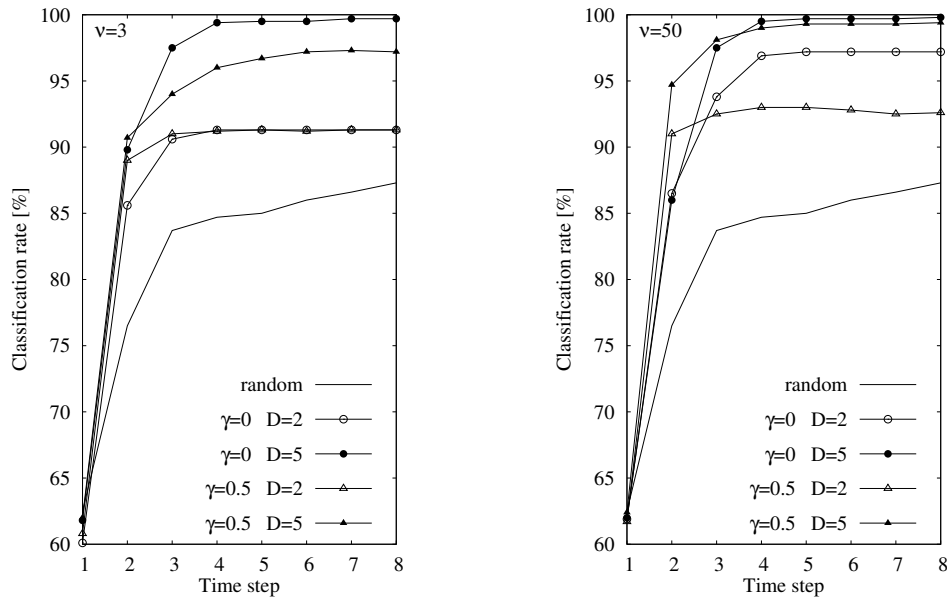 ν=3
100
95
90
85
80
75
70
65
60
Classification rate [%]
1 2 3 4 5 6 7 8
Time step
random
γ=0 D=2
γ=0 D=5
γ=0.5 D=2
γ=0.5 D=5
ν=50
100
95
90
85
80
75
70
65
60
Classification rate [%]
1 2 3 4 5 6 7 8
Time step
random
γ=0 D=2
γ=0 D=5
γ=0.5 D=2
γ=0.5 D=5